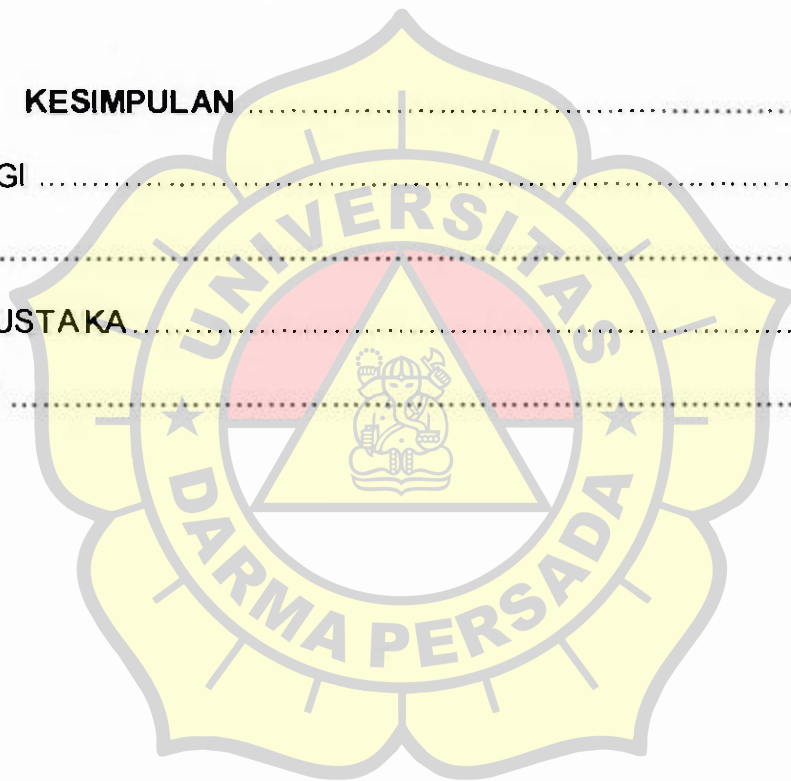 KESIMPULAN ........................................
GI ........................................
........................................
USTAKA ........................................
........................................
UNIVERSITAS
DARMA PERSADA